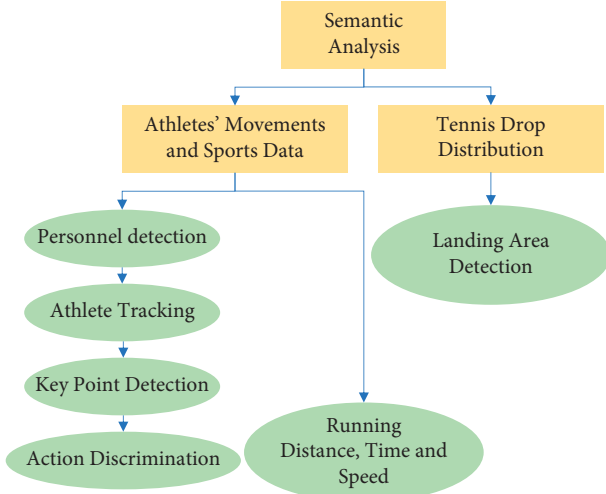 Semantic
Analysis
Athletes’ Movements
and Sports Data
Tennis Drop
Distribution
Personnel detection
Landing Area
Detection
Athlete Tracking
Key Point Detection
Action Discrimination
Running
Distance, Time and
Speed